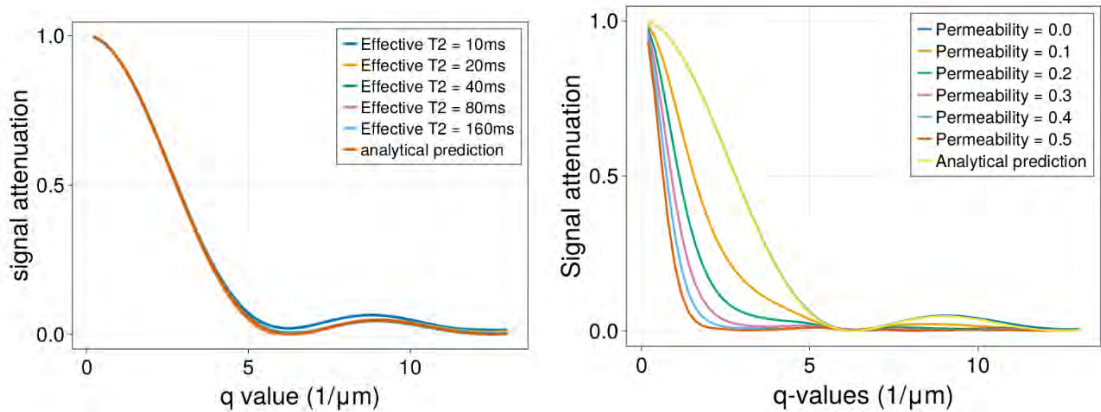 signal attenuation
1.0
0.5
0.0
0
5
10
q value (1/µm)
Effective T2 = 10ms
Effective T2 = 20ms
Effective T2 = 40ms
Effective T2 = 80ms
Effective T2 = 160ms
analytical prediction
Signal attenuation
1.0
0.5
0.0
0
5
10
q-values (1/µm)
Permeability = 0.0
Permeability = 0.1
Permeability = 0.2
Permeability = 0.3
Permeability = 0.4
Permeability = 0.5
Analytical prediction